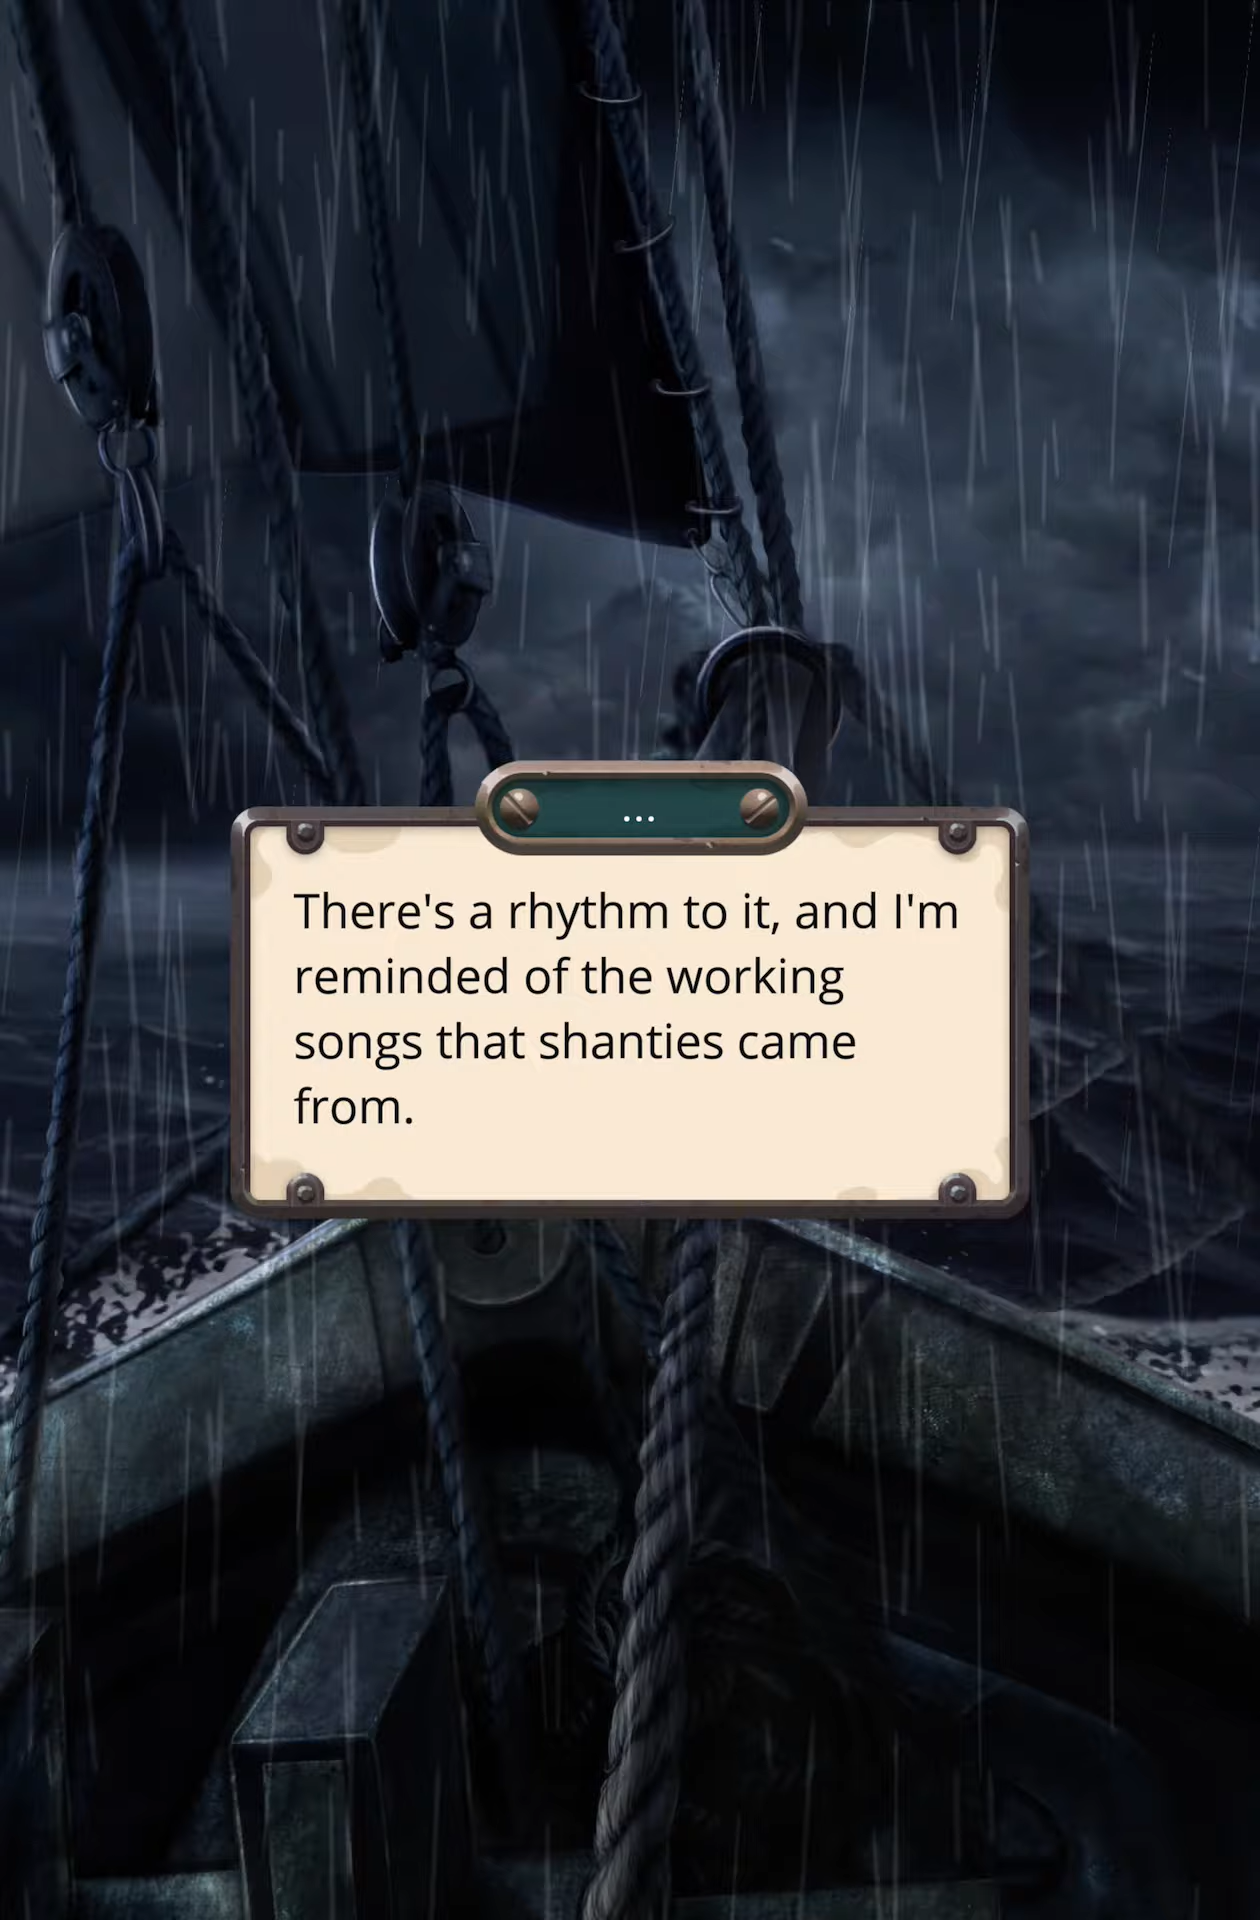 ...
There's a rhythm to it, and I'm
reminded of the working
songs that shanties came
from.